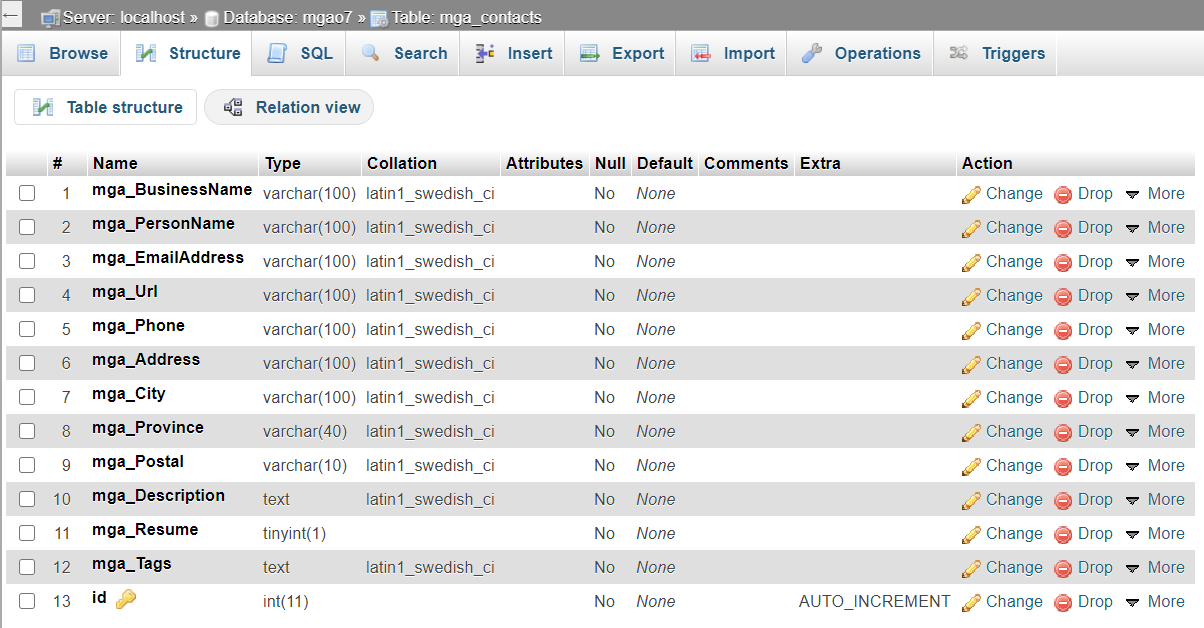 Server: localhost » Database: mgao7 » Table: mga_contacts
Browse Structure SQL Search Insert Export Import Operations Triggers
Table structure Relation view
# Name Type Collation Attributes Null Default Comments Extra Action
1 mga_BusinessName varchar(100) latin1_swedish_ci No None Change Drop More
2 mga_PersonName varchar(100) latin1_swedish_ci No None Change Drop More
3 mga_EmailAddress varchar(100) latin1_swedish_ci No None Change Drop More
4 mga_Url varchar(100) latin1_swedish_ci No None Change Drop More
5 mga_Phone varchar(100) latin1_swedish_ci No None Change Drop More
6 mga_Address varchar(100) latin1_swedish_ci No None Change Drop More
7 mga_City varchar(100) latin1_swedish_ci No None Change Drop More
8 mga_Province varchar(40) latin1_swedish_ci No None Change Drop More
9 mga_Postal varchar(10) latin1_swedish_ci No None Change Drop More
10 mga_Description text latin1_swedish_ci No None Change Drop More
11 mga_Resume tinyint(1) No None Change Drop More
12 mga_Tags text latin1_swedish_ci No None Change Drop More
13 id int(11) No None AUTO_INCREMENT Change Drop More